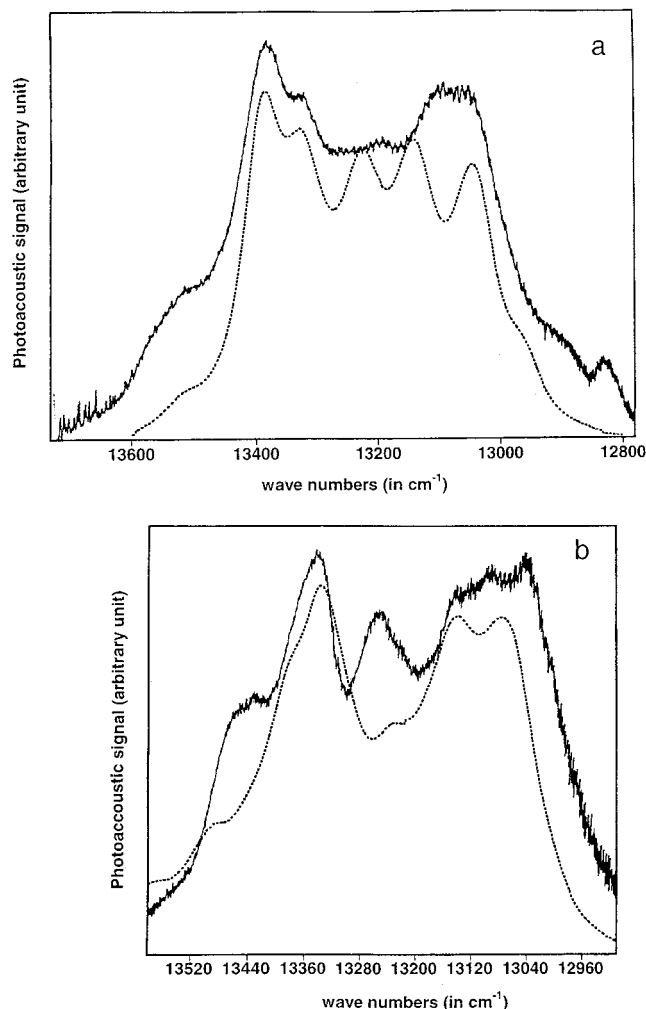 a
Photoacoustic signal (arbitrary unit)
13600 13400 13200 13000 12800
wave numbers (in cm-1)
b
Photoaccoustic signal (arbitrary unit)
13520 13440 13360 13280 13200 13120 13040 12960
wave numbers (in cm-1)